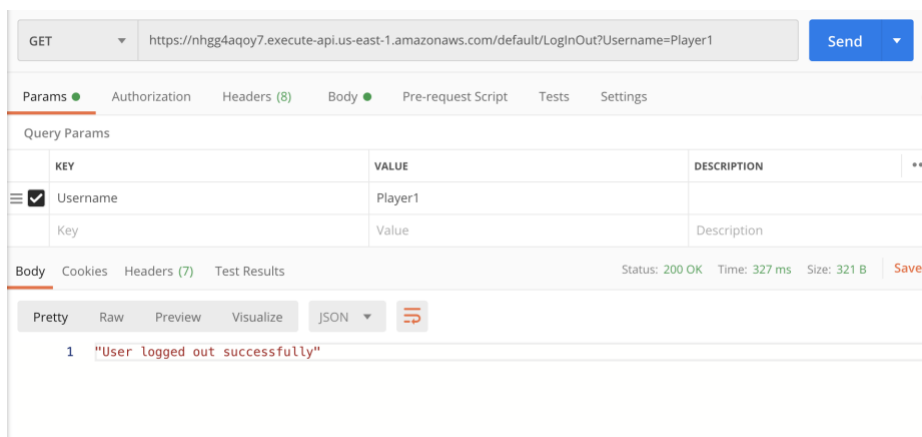 GET https://nhgg4aqoy7.execute-api.us-east-1.amazonaws.com/default/LogInOut?Username=Player1 Send
Params Authorization Headers (8) Body Pre-request Script Tests Settings
Query Params
KEY VALUE DESCRIPTION
Username Player1
Key Value Description
Body Cookies Headers (7) Test Results Status: 200 OK Time: 327 ms Size: 321 B Save
Pretty Raw Preview Visualize JSON
1 "User logged out successfully"